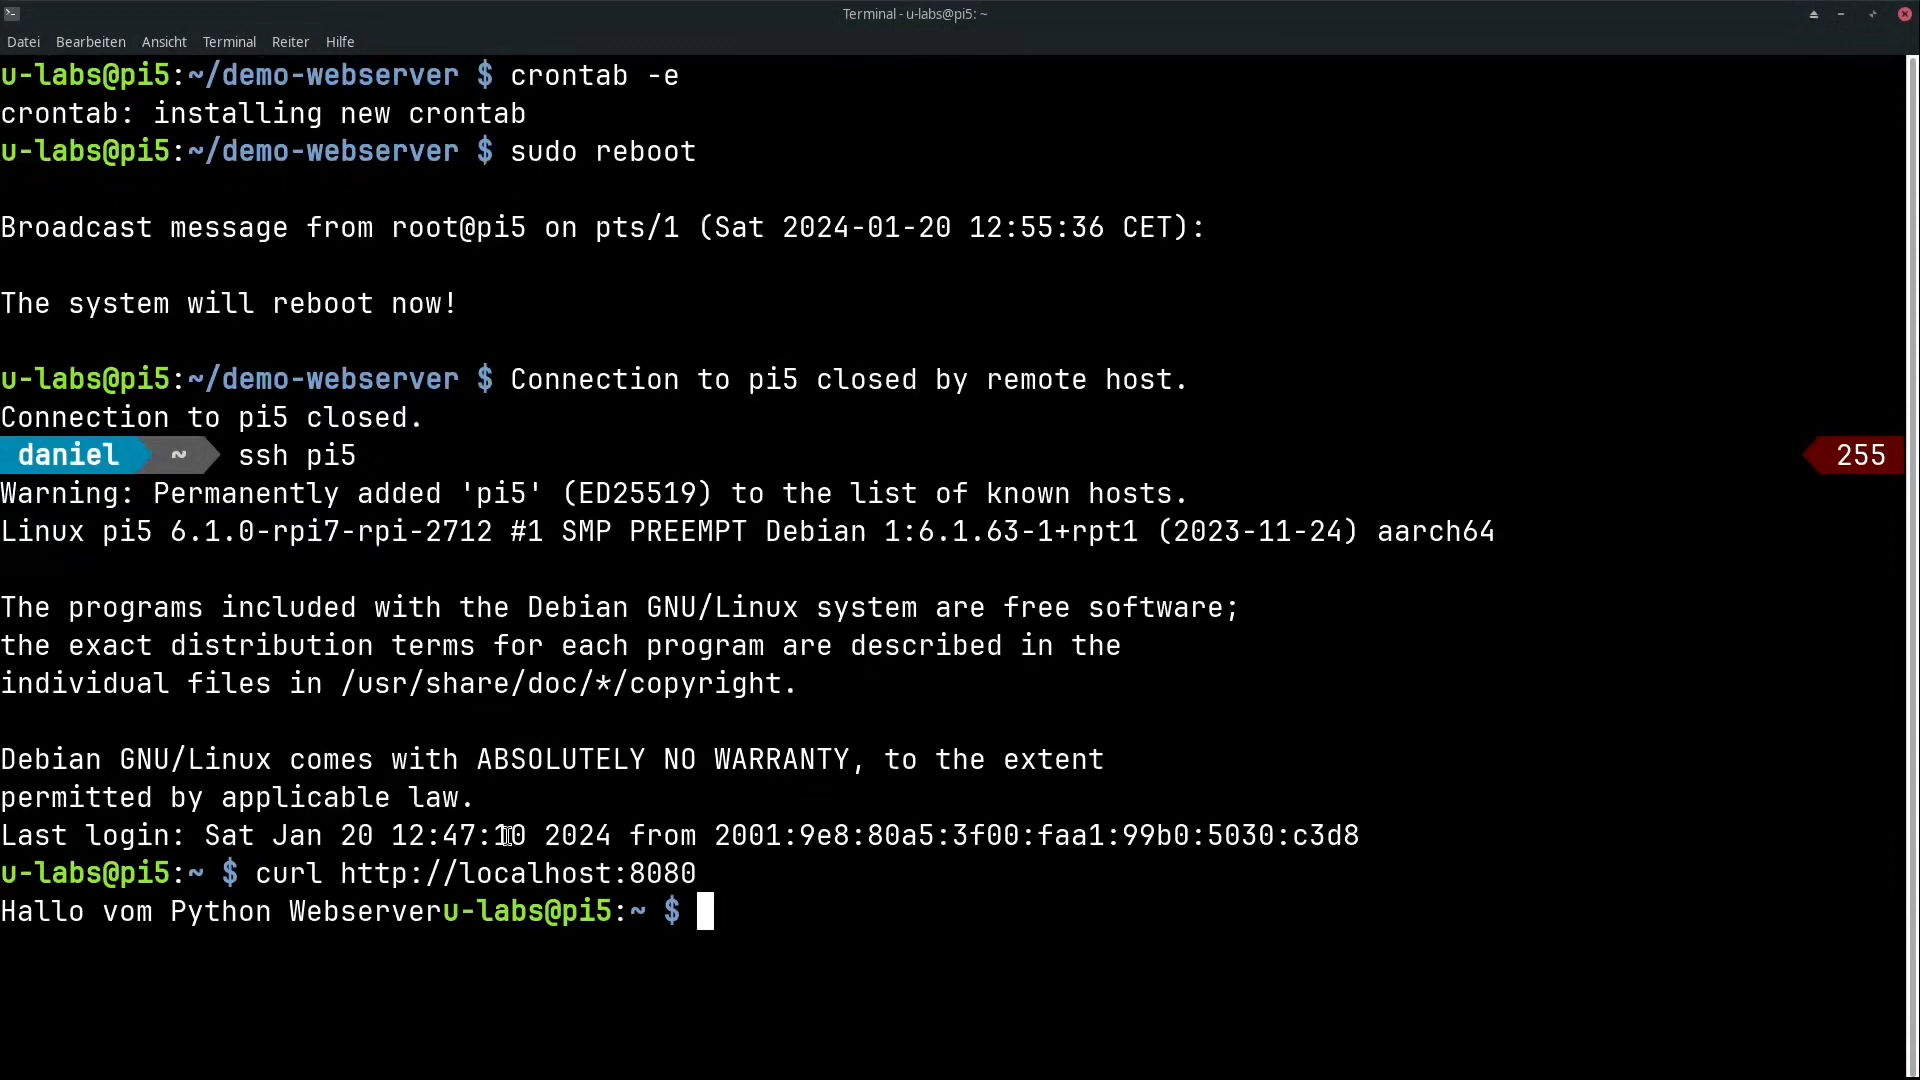 Terminal - u-labs@pi5: ~
Datei Bearbeiten Ansicht Terminal Reiter Hilfe
u-labs@pi5:~/demo-webserver $ crontab -e
crontab: installing new crontab
u-labs@pi5:~/demo-webserver $ sudo reboot
Broadcast message from root@pi5 on pts/1 (Sat 2024-01-20 12:55:36 CET):
The system will reboot now!
u-labs@pi5:~/demo-webserver $ Connection to pi5 closed by remote host.
Connection to pi5 closed.
daniel ~ ssh pi5 255
Warning: Permanently added 'pi5' (ED25519) to the list of known hosts.
Linux pi5 6.1.0-rpi7-rpi-2712 #1 SMP PREEMPT Debian 1:6.1.63-1+rpt1 (2023-11-24) aarch64
The programs included with the Debian GNU/Linux system are free software;
the exact distribution terms for each program are described in the
individual files in /usr/share/doc/*/copyright.
Debian GNU/Linux comes with ABSOLUTELY NO WARRANTY, to the extent
permitted by applicable law.
Last login: Sat Jan 20 12:47:10 2024 from 2001:9e8:80a5:3f00:faa1:99b0:5030:c3d8
u-labs@pi5:~ $ curl http://localhost:8080
Hallo vom Python Webserveru-labs@pi5:~ $